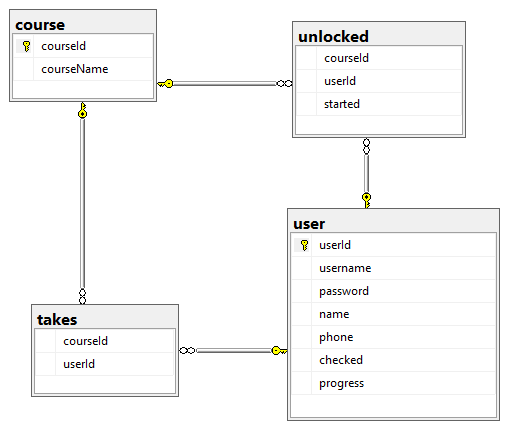 course
courseId
courseName
unlocked
courseId
userId
started
user
userId
username
password
name
phone
checked
progress
takes
courseId
userId